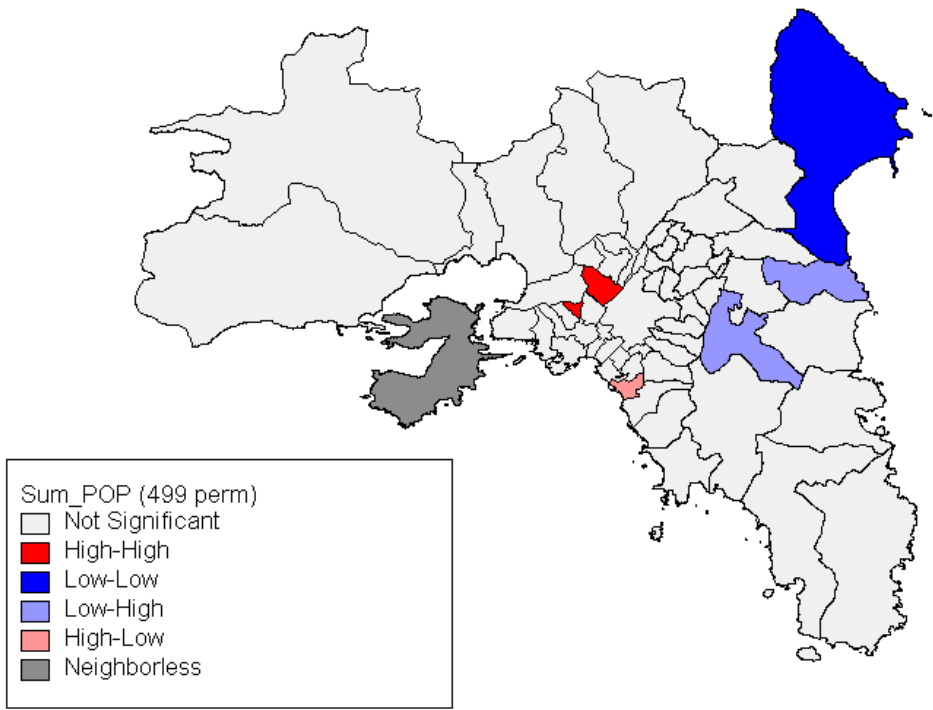 Sum_POP (499 perm)
Not Significant
High-High
Low-Low
Low-High
High-Low
Neighborless